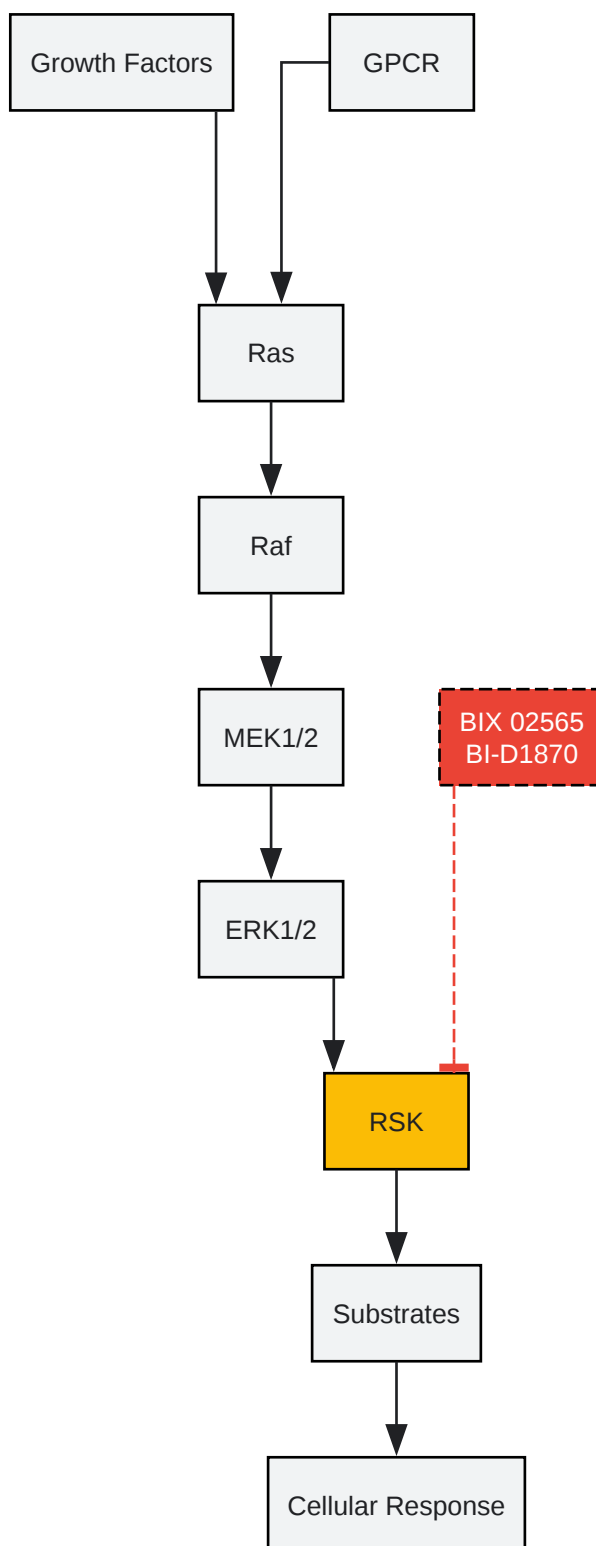 Growth Factors
GPCR
Ras
Raf
MEK1/2
BIX 02565
BI-D1870
ERK1/2
RSK
Substrates
Cellular Response